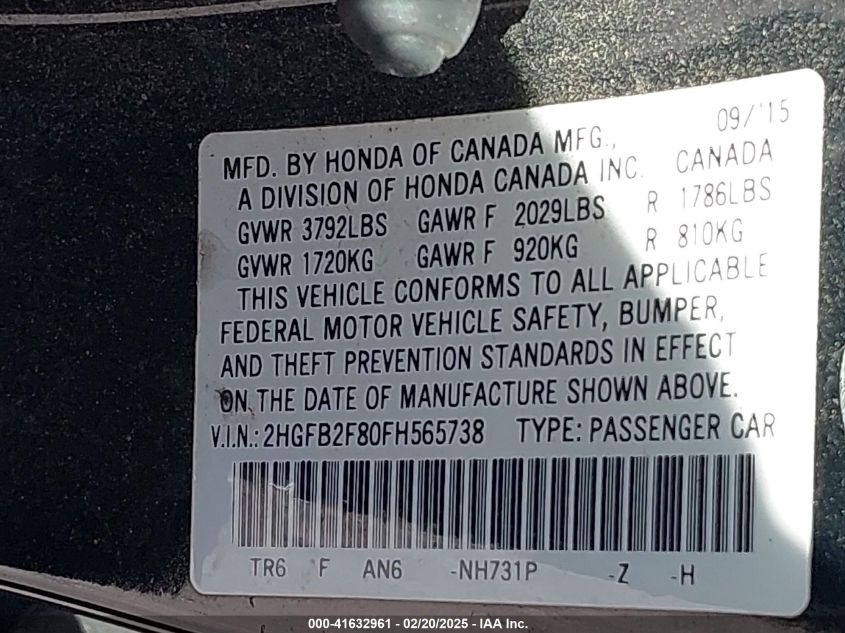 09/'15
MFD. BY HONDA OF CANADA MFG.,
A DIVISION OF HONDA CANADA INC. CANADA
GVWR 3792LBS GAWR F 2029LBS R 1786LBS
GVWR 1720KG GAWR F 920KG R 810KG
THIS VEHICLE CONFORMS TO ALL APPLICABLE
FEDERAL MOTOR VEHICLE SAFETY, BUMPER,
AND THEFT PREVENTION STANDARDS IN EFFECT
ON THE DATE OF MANUFACTURE SHOWN ABOVE.
V.I.N.: 2HGFB2F80FH565738 TYPE: PASSENGER CAR
TR6 F AN6 -NH731P -Z -H
000-41632961 - 02/20/2025 - IAA Inc.